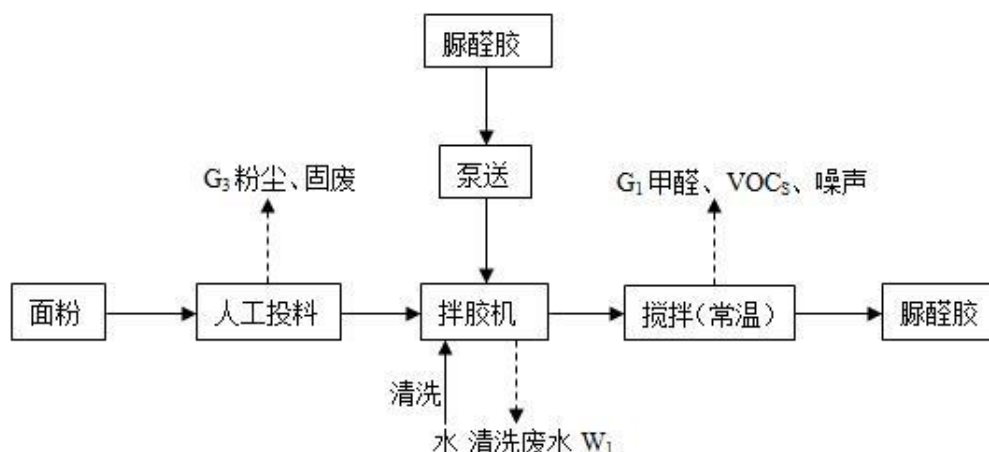 脲醛胶
泵送
G3粉尘、固废
G1甲醛、VOCS、噪声
面粉
人工投料
拌胶机
搅拌(常温)
脲醛胶
清洗
水 清洗废水 W1